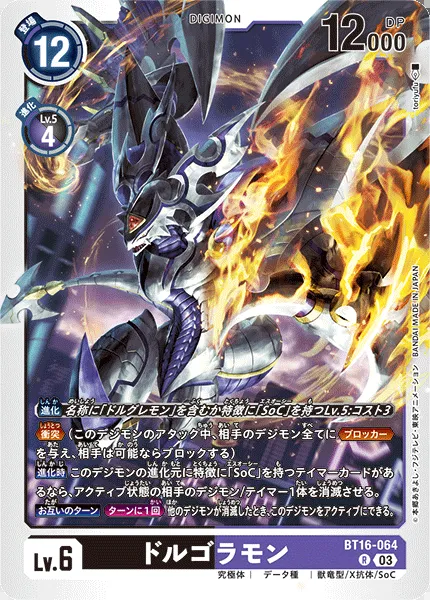 登場
12
DIGIMON
DP
12000
進化
Lv.5
4
toriyufu
©本郷あきよし・フジテレビ・東映アニメーション BANDAI MADE IN JAPAN
進化 名称に「ドルグレモン」を含むか特徴に「SoC」を持つLv.5:コスト3
衝突 (このデジモンのアタック中、相手のデジモン全てに ブロッカー
を与え、相手は可能ならブロックする)
進化時 このデジモンの進化元に特徴に「SoC」を持つテイマーカードが
あるなら、アクティブ状態の相手のデジモン/テイマー1体を消滅させる。
お互いのターン ターンに1回 他のデジモンが消滅したとき、このデジモンをアクティブにできる。
Lv.6
ドルゴラモン
BT16-064
R 03
究極体 データ種 獣竜型/X抗体/SoC